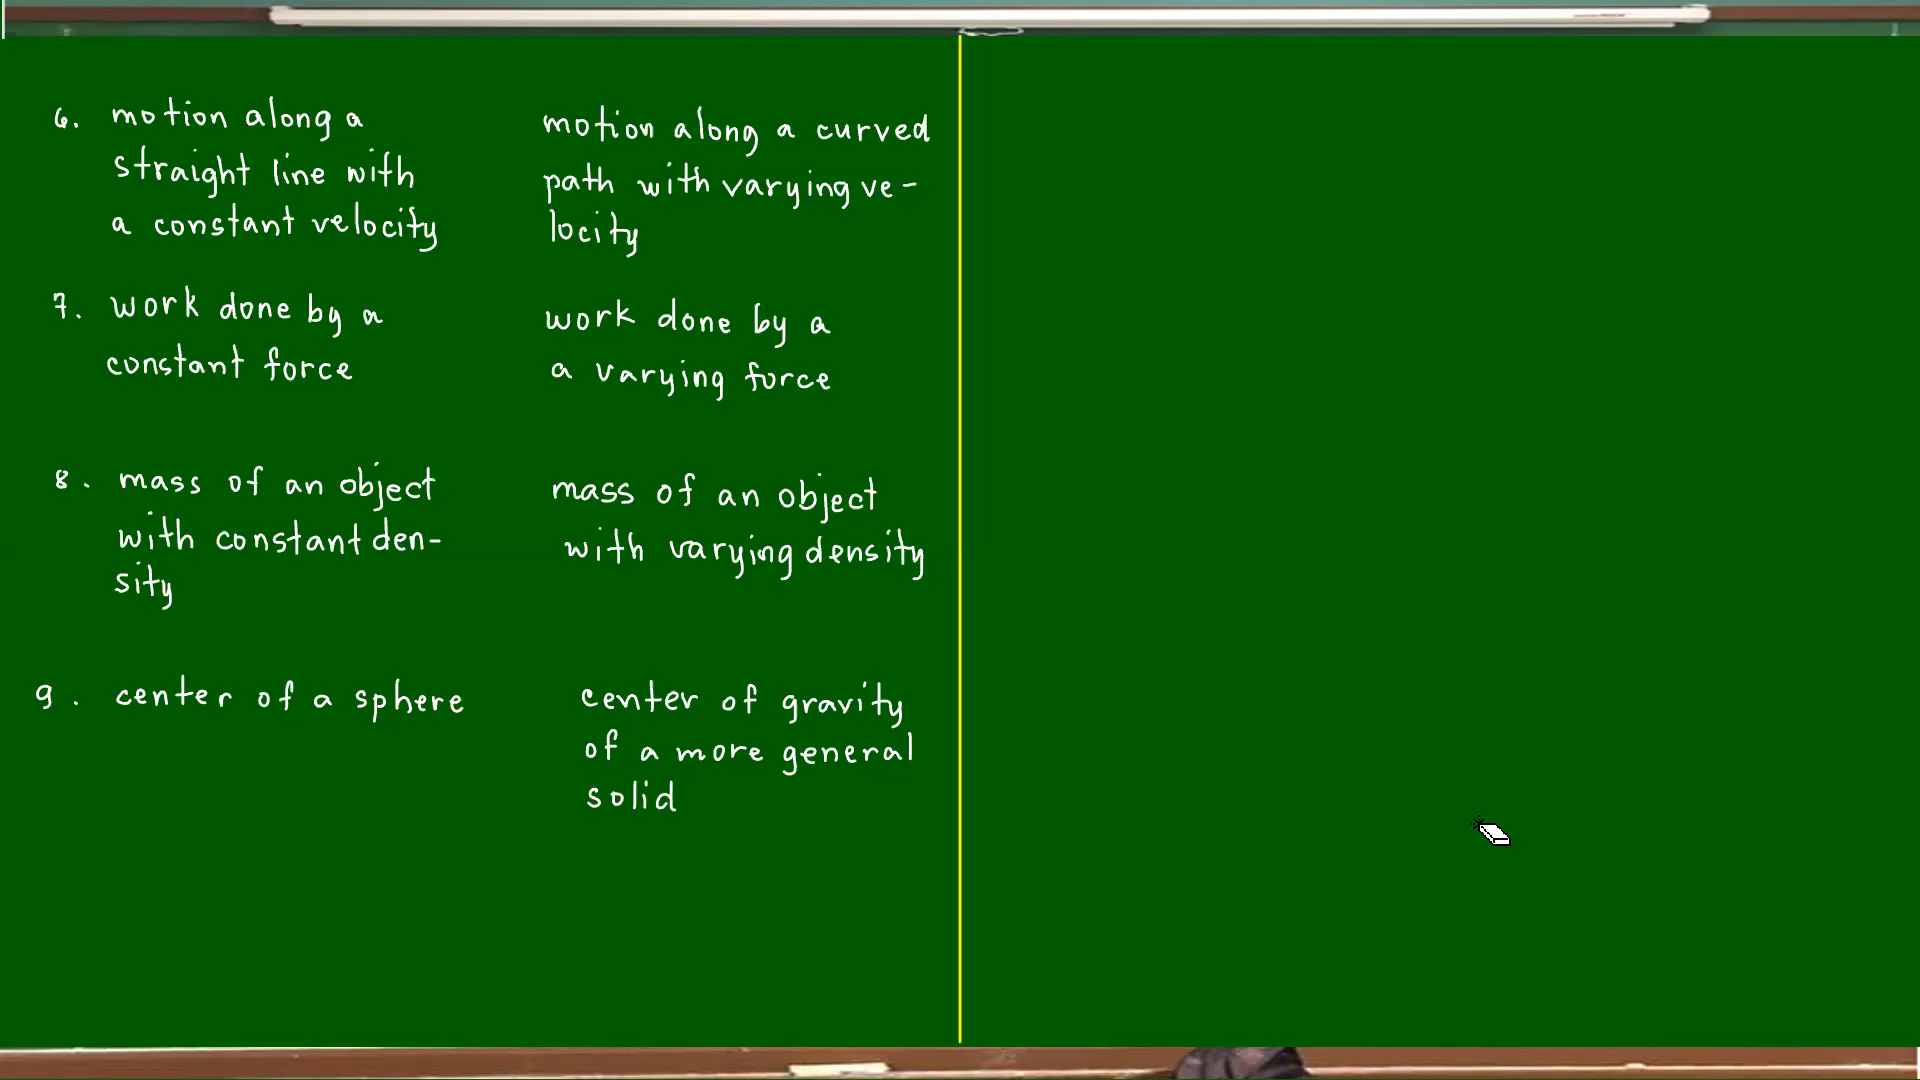 6. motion along a
straight line with
a constant velocity
motion along a curved
path with varying ve-
locity
7. work done by a
constant force
work done by a
a varying force
8. mass of an object
with constant den-
sity
mass of an object
with varying density
9. center of a sphere
center of gravity
of a more general
solid